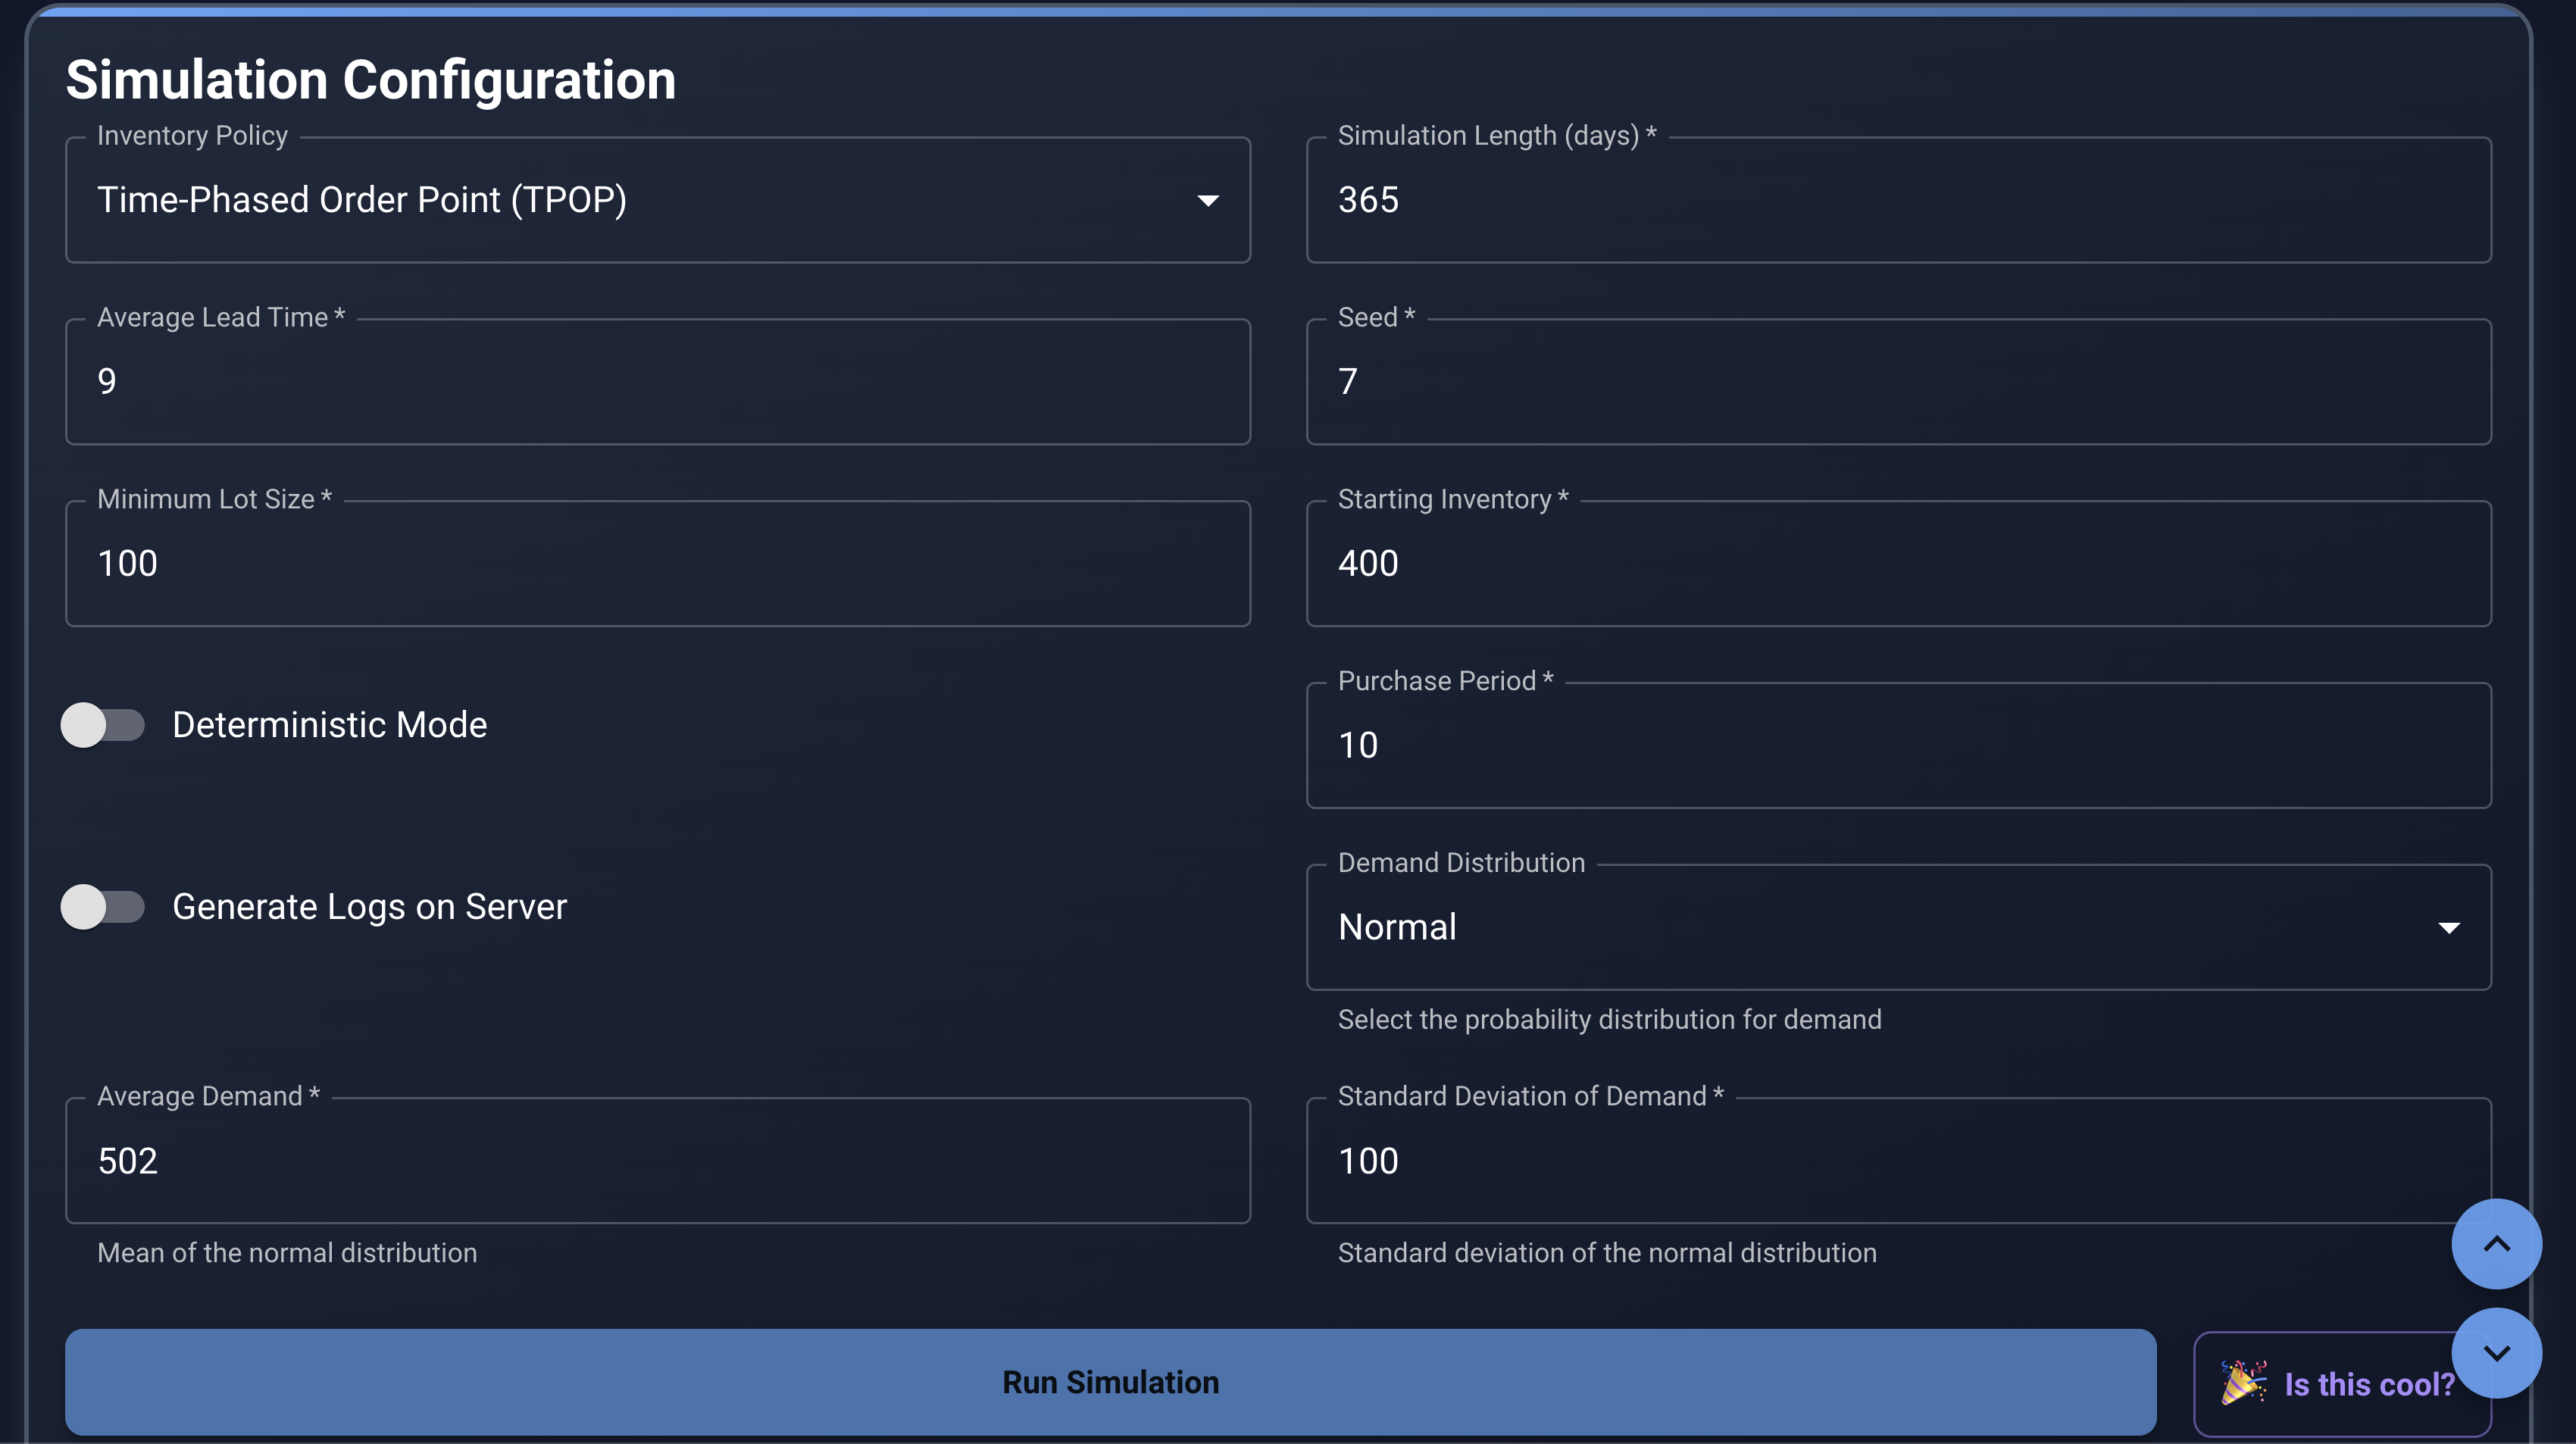 Simulation Configuration
Inventory Policy
Time-Phased Order Point (TPOP)
Simulation Length (days) *
365
Average Lead Time *
9
Seed *
7
Minimum Lot Size *
100
Starting Inventory *
400
Deterministic Mode
Purchase Period *
10
Generate Logs on Server
Demand Distribution
Normal
Select the probability distribution for demand
Average Demand *
502
Mean of the normal distribution
Standard Deviation of Demand *
100
Standard deviation of the normal distribution
Run Simulation
🎉 Is this cool?